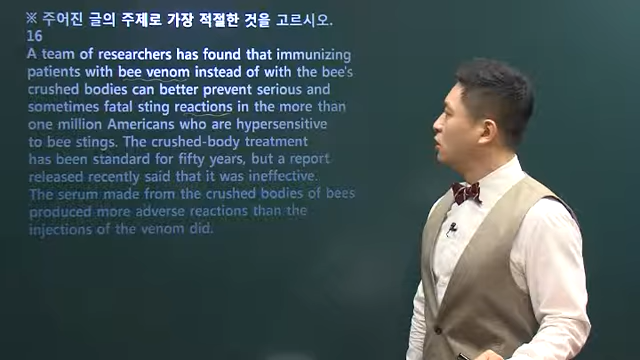 ※ 주어진 글의 주제로 가장 적절한 것을 고르시오.
16
A team of researchers has found that immunizing
patients with bee venom instead of with the bee's
crushed bodies can better prevent serious and
sometimes fatal sting reactions in the more than
one million Americans who are hypersensitive
to bee stings. The crushed-body treatment
has been standard for fifty years, but a report
released recently said that it was ineffective.
The serum made from the crushed bodies of bees
produced more adverse reactions than the
injections of the venom did.